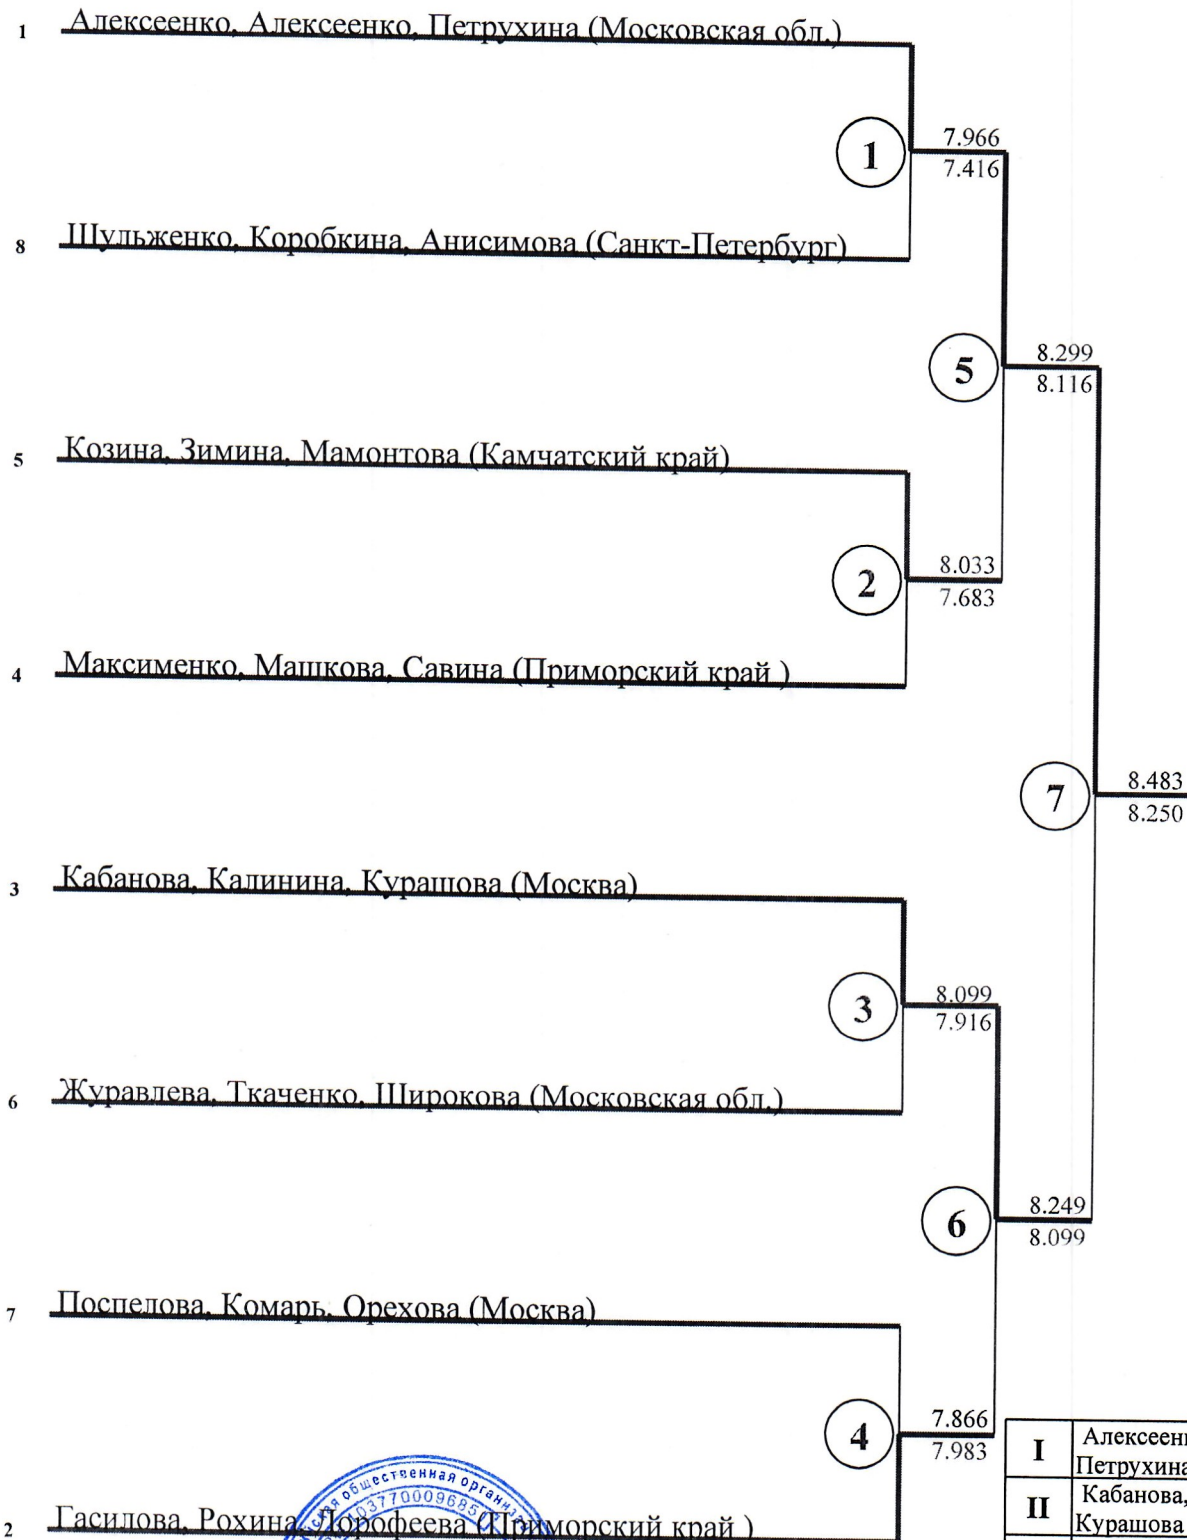 1 Алексеенко, Алексеенко, Петрухина (Московская обл.)
1
7.966
7.416
8 Шульженко, Коробкина, Анисимова (Санкт-Петербург)
5
8.299
8.116
5 Козина, Зимина, Мамонтова (Камчатский край)
2
8.033
7.683
4 Максименко, Машкова, Савина (Приморский край )
7
8.483
8.250
3 Кабанова, Калинина, Курашова (Москва)
3
8.099
7.916
6 Журавлева, Ткаченко, Широкова (Московская обл.)
6
8.249
8.099
7 Поспелова, Комарь, Орехова (Москва)
4
7.866
7.983
I
Петрухина
II Кабанова,
Курашова
общественная
2 Гасилова, Рохина, Дорофеева (Приморский край )